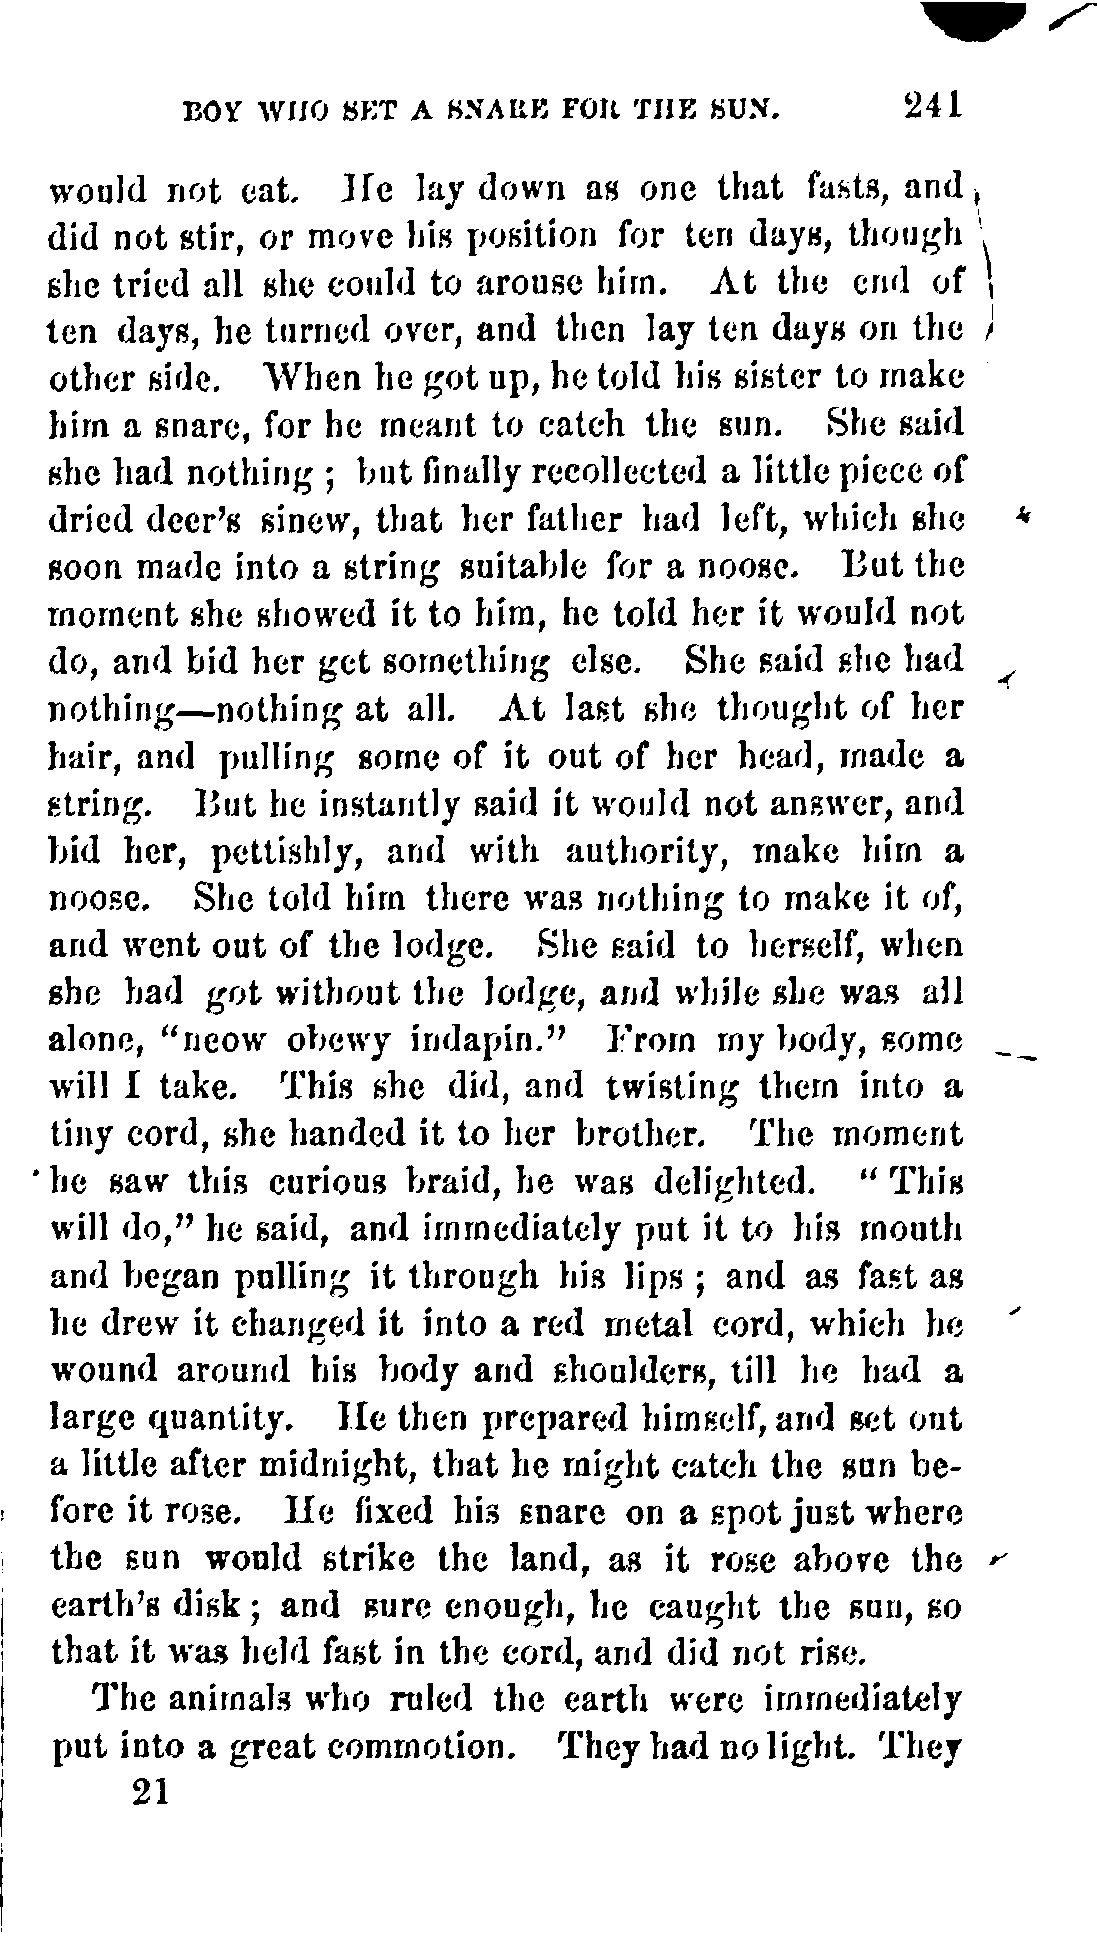 BOY WHO SET A SNARE FOR THE SUN. 241
would not eat. He lay down as one that fasts, and
did not stir, or move his position for ten days, though
she tried all she could to arouse him. At the end of
ten days, he turned over, and then lay ten days on the
other side. When he got up, he told his sister to make
him a snare, for he meant to catch the sun. She said
she had nothing ; but finally recollected a little piece of
dried deer's sinew, that her father had left, which she
soon made into a string suitable for a noose. But the
moment she showed it to him, he told her it would not
do, and bid her get something else. She said she had
nothing—nothing at all. At last she thought of her
hair, and pulling some of it out of her head, made a
string. But he instantly said it would not answer, and
bid her, pettishly, and with authority, make him a
noose. She told him there was nothing to make it of,
and went out of the lodge. She said to herself, when
she had got without the lodge, and while she was all
alone, "neow obewy indapin." From my body, some
will I take. This she did, and twisting them into a
tiny cord, she handed it to her brother. The moment
he saw this curious braid, he was delighted. " This
will do," he said, and immediately put it to his mouth
and began pulling it through his lips ; and as fast as
he drew it changed it into a red metal cord, which he
wound around his body and shoulders, till he had a
large quantity. He then prepared himself, and set out
a little after midnight, that he might catch the sun be-
fore it rose. He fixed his snare on a spot just where
the sun would strike the land, as it rose above the
earth's disk ; and sure enough, he caught the sun, so
that it was held fast in the cord, and did not rise.
The animals who ruled the earth were immediately
put into a great commotion. They had no light. They
21